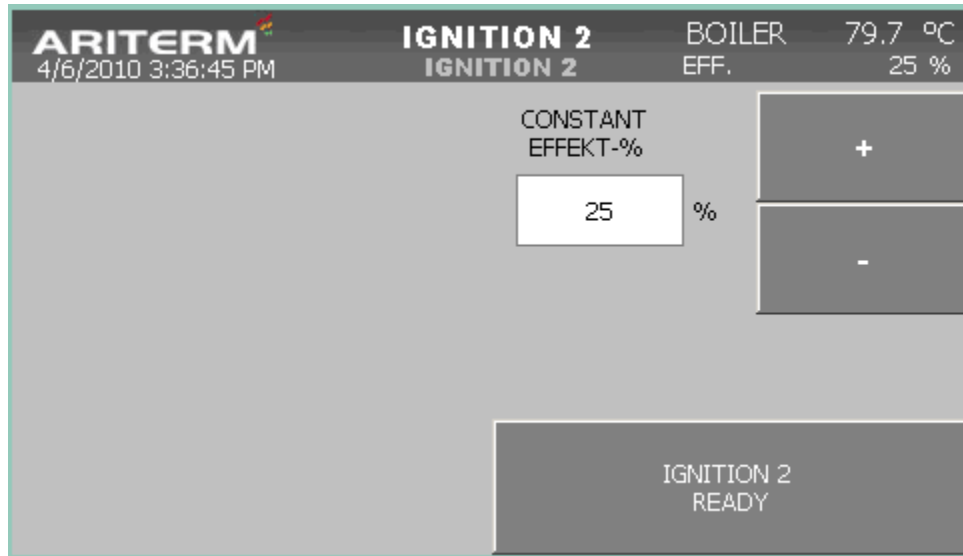 ARITERM
4/6/2010 3:36:45 PM
IGNITION 2
IGNITION 2
BOILER 79.7 ºC
EFF. 25 %
CONSTANT
EFFEKT-%
25 %
+
-
IGNITION 2
READY